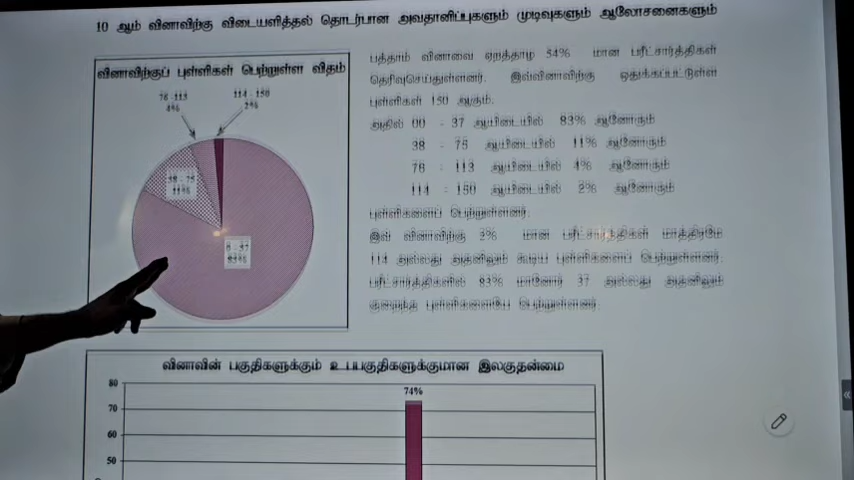 10 ஆம் வினாவிற்கு விடையளித்தல் தொடர்பான அவதானிப்புகளும் முடிவுகளும் ஆலோசனைகளும்
வினாவிற்குப் புள்ளிகள் பெற்றுள்ள விதம்
76 -113
4%
114 -150
2%
38 - 75
11%
0 - 37
83%
பத்தாம் வினாவை ஏறத்தாழ 54% மான பரீட்சார்த்திகள்
தெரிவுசெய்துள்ளனர். இவ்வினாவிற்கு ஒதுக்கப்பட்டுள்ள
புள்ளிகள் 150 ஆகும்.
அதில் 00 - 37 ஆயிடையில் 83% ஆனோரும்
38 - 75 ஆயிடையில் 11% ஆனோரும்
76 - 113 ஆயிடையில் 4% ஆனோரும்
114 - 150 ஆயிடையில் 2% ஆனோரும்
புள்ளிகளைப் பெற்றுள்ளனர்.
இவ் வினாவிற்கு 2% மான பரீட்சார்த்திகள் மாத்திரமே
114 அல்லது அதனிலும் கூடிய புள்ளிகளைப் பெற்றுள்ளனர்.
பரீட்சார்த்திகளில் 83% மானோர் 37 அல்லது அதனிலும்
குறைந்த புள்ளிகளையே பெற்றுள்ளனர்.
வினாவின் பகுதிகளுக்கும் உபபகுதிகளுக்குமான இலகுதன்மை
74%
80
70
60
50